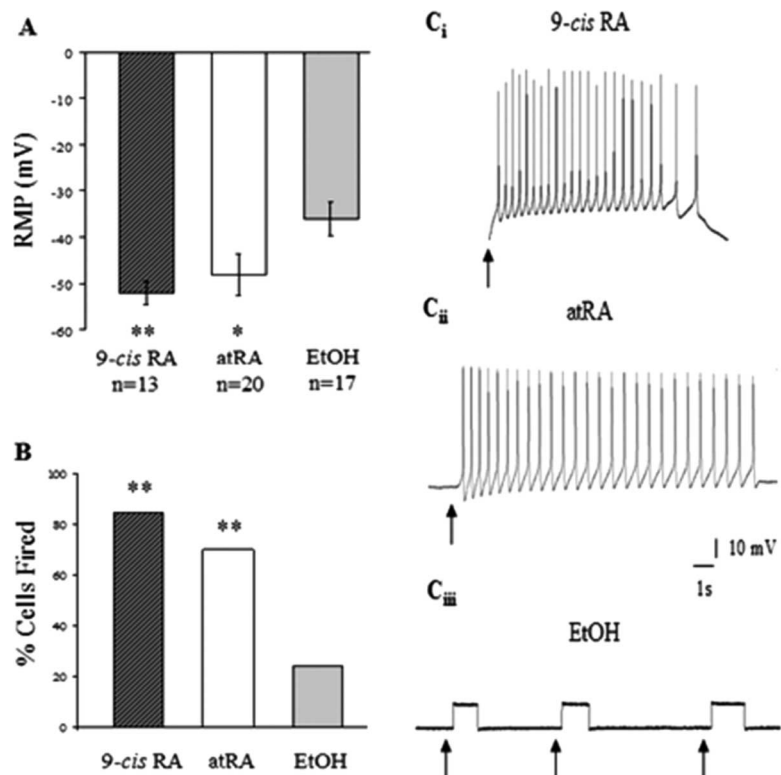 A
0
-10
-20
-30
-40
-50
-60
RMP (mV)
** *
9-cis RA atRA EtOH
n=13 n=20 n=17
B
100
80
60
40
20
0
% Cells Fired
**
**
9-cis RA atRA EtOH
Ci 9-cis RA
Cii atRA
10 mV
1s
Ciii EtOH